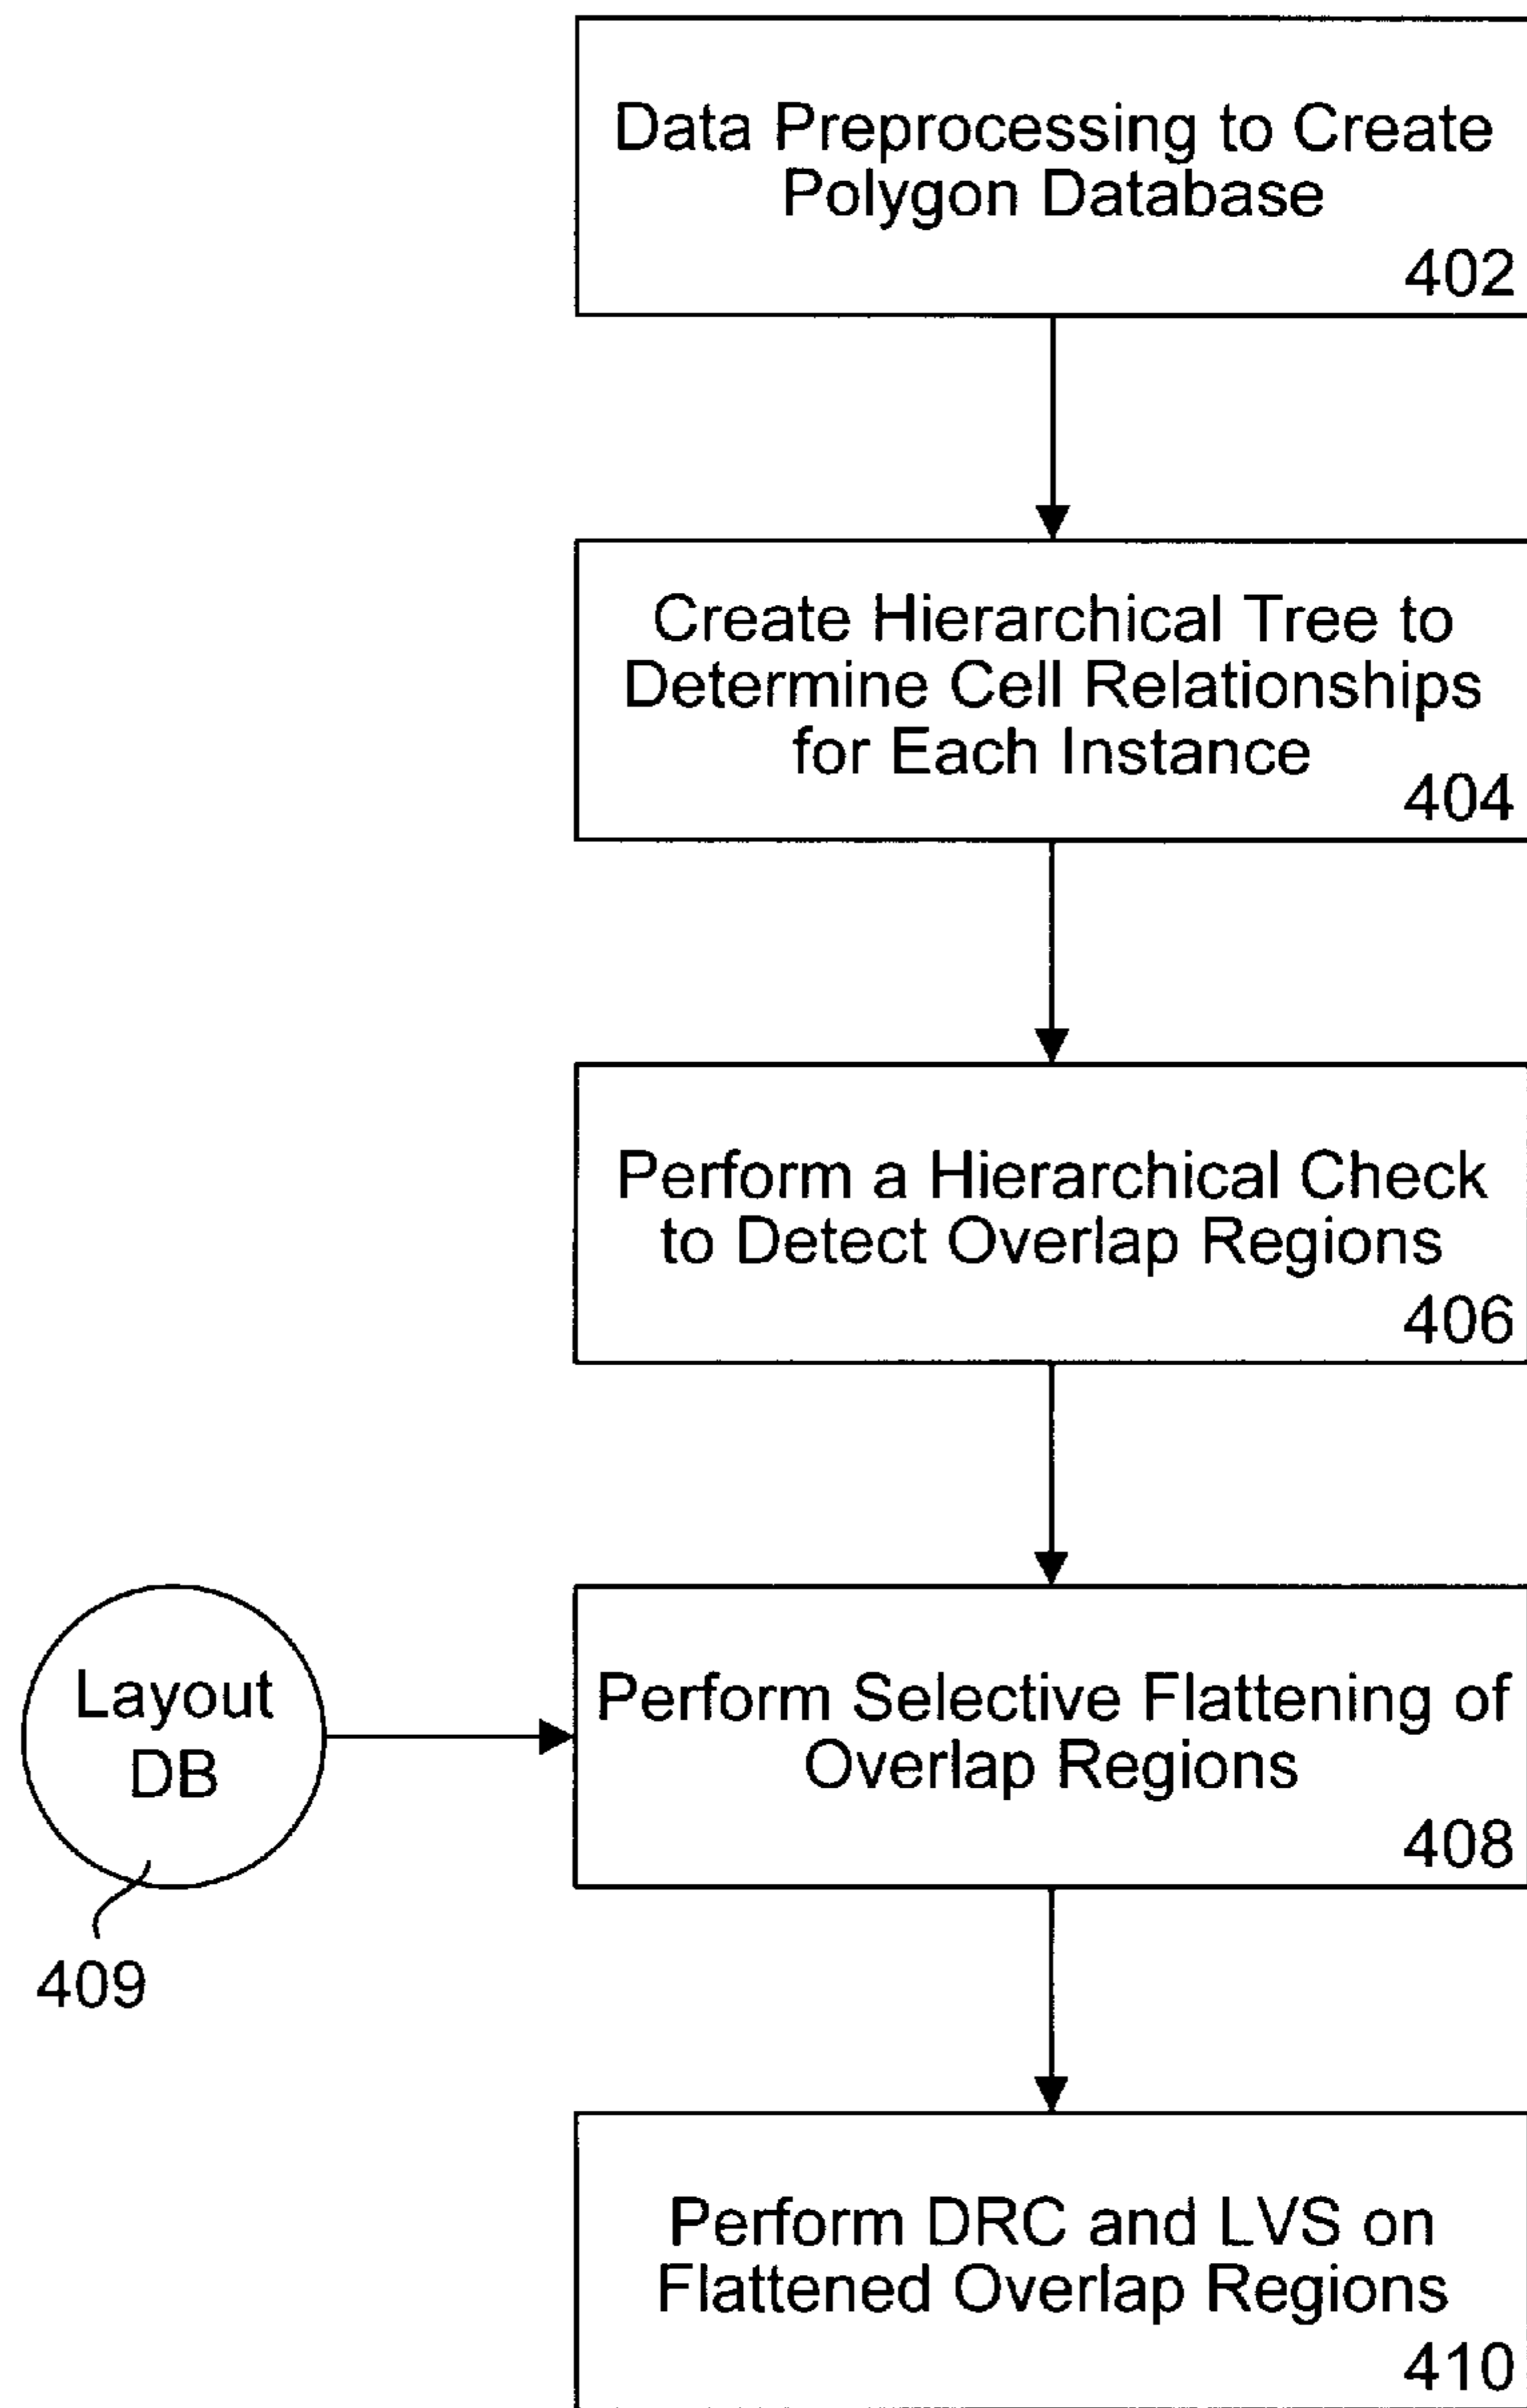 Data Preprocessing to Create
Polygon Database
402
Create Hierarchical Tree to
Determine Cell Relationships
for Each Instance
404
Perform a Hierarchical Check
to Detect Overlap Regions
406
Layout
DB
409
Perform Selective Flattening of
Overlap Regions
408
Perform DRC and LVS on
Flattened Overlap Regions
410